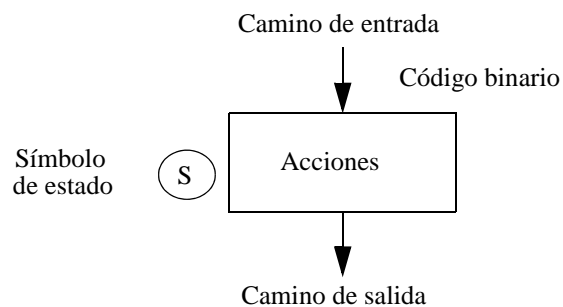 Camino de entrada
Código binario
Símbolo
de estado
S
Acciones
Camino de salida